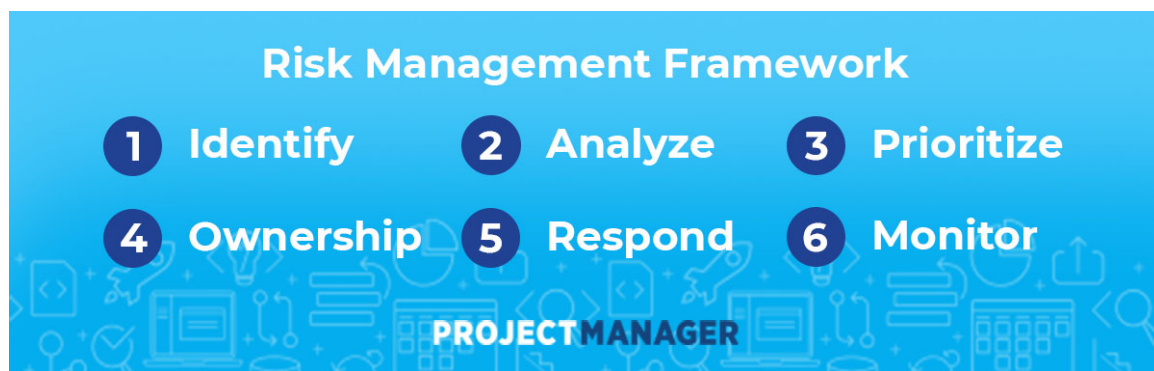 Risk Management Framework
1 Identify 2 Analyze 3 Prioritize
4 Ownership 5 Respond 6 Monitor
PROJECTMANAGER